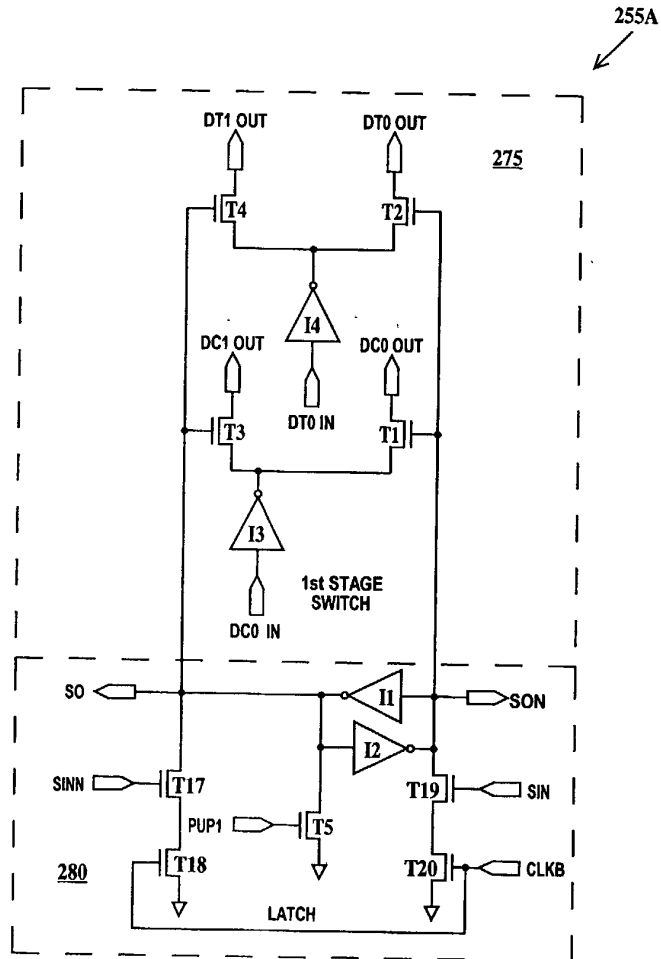 255A
DT1 OUT DT0 OUT
275
T4 T2
I4
DC1 OUT DC0 OUT
DT0 IN
T3 T1
I3
1st STAGE
SWITCH
DC0 IN
SO I1 SON
I2
SINN T17 T19 SIN
PUP1 T5
280 T18 T20 CLKB
LATCH